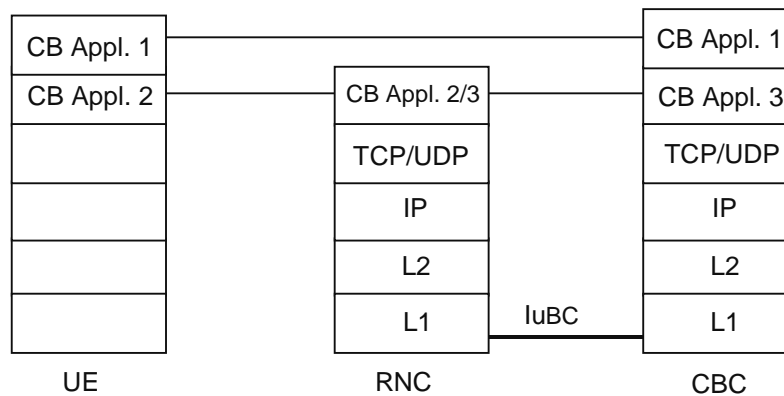 CB Appl. 1
CB Appl. 1
CB Appl. 2
CB Appl. 2/3
CB Appl. 3
TCP/UDP
TCP/UDP
IP
IP
L2
L2
L1
IuBC
L1
UE
RNC
CBC